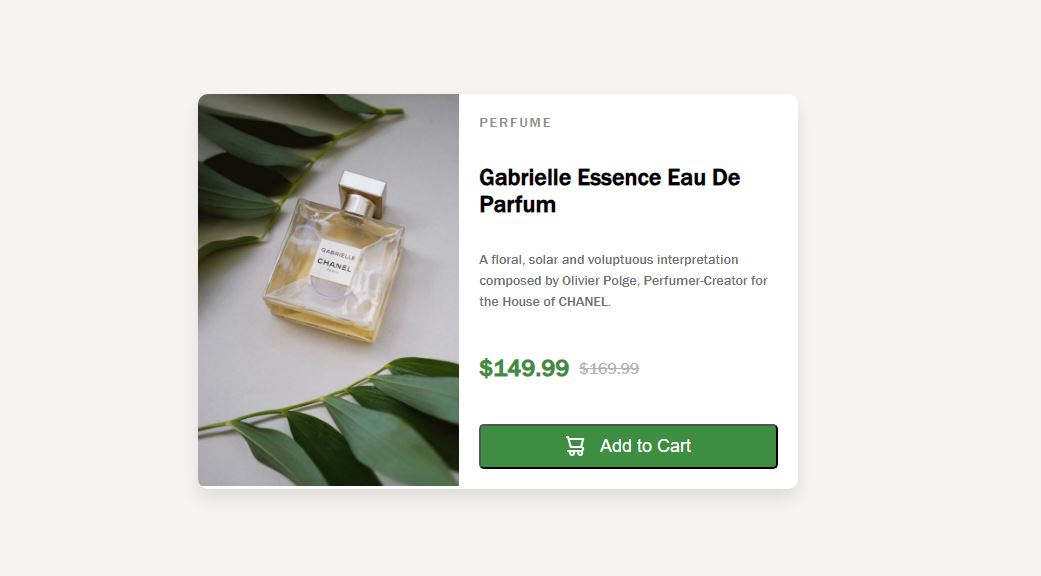 GABRIELLE
CHANEL
PARIS
PERFUME
Gabrielle Essence Eau De
Parfum
A floral, solar and voluptuous interpretation
composed by Olivier Polge, Perfumer-Creator for
the House of CHANEL.
$149.99 $169.99
Add to Cart